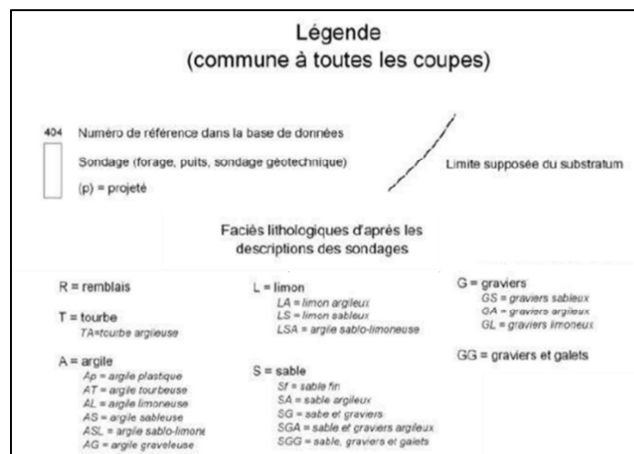 Légende
(commune à toutes les coupes)
404 Numéro de référence dans la base de données
Sondage (forage, puits, sondage géotechnique)
(p) = projeté
Limite supposée du substratum
Faciès lithologiques d'après les
descriptions des sondages
R = remblais
T = tourbe
TA=tourbe argileuse
A = argile
Ap = argile plastique
AT = argile tourbeuse
AL = argile limoneuse
AS = argile sableuse
ASL = argile sablo-limone
AG = argile graveleuse
L = limon
LA = limon argileux
LS = limon sableux
LSA = argile sablo-limoneuse
S = sable
Sf = sable fin
SA = sable argileux
SG = sabe et graviers
SGA = sable et graviers argileux
SGG = sable, graviers et galets
G = graviers
GS = graviers sableux
GA = graviers argileux
GL = graviers limoneux
GG = graviers et galets